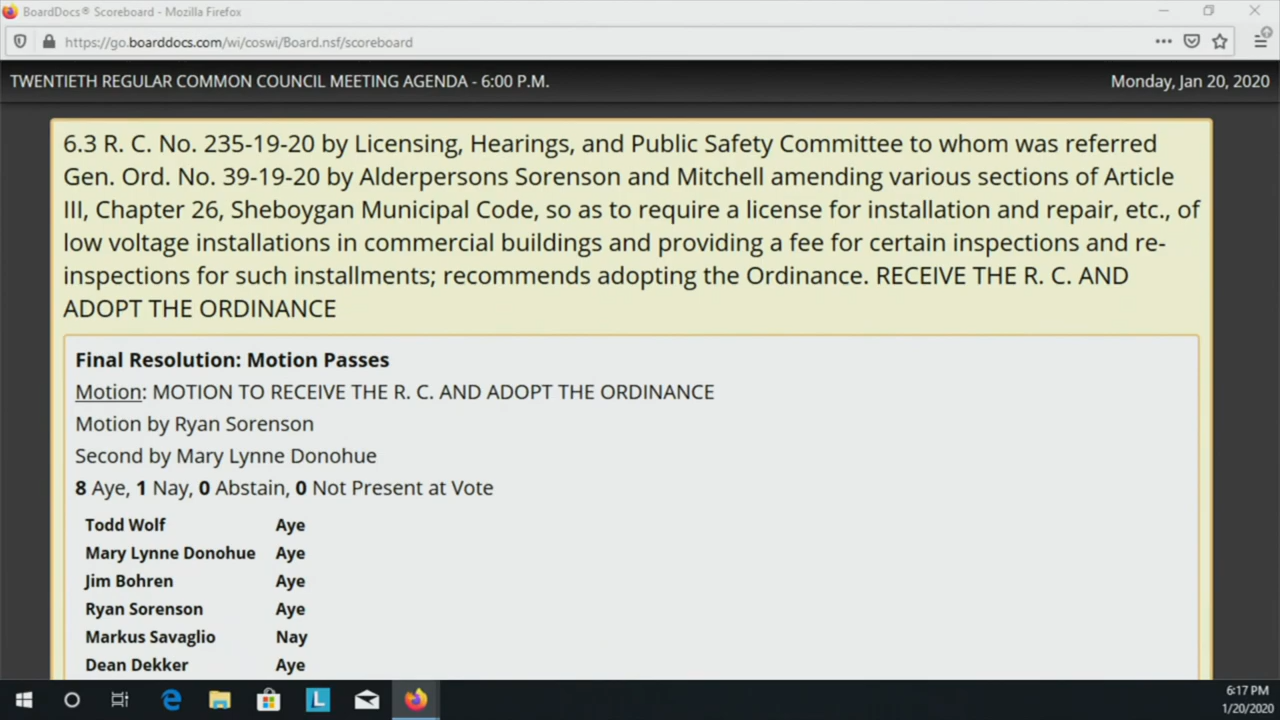 BoardDocs® Scoreboard - Mozilla Firefox
https://go.boarddocs.com/wi/coswi/Board.nsf/scoreboard
TWENTIETH REGULAR COMMON COUNCIL MEETING AGENDA - 6:00 P.M.
Monday, Jan 20, 2020
6.3 R. C. No. 235-19-20 by Licensing, Hearings, and Public Safety Committee to whom was referred
Gen. Ord. No. 39-19-20 by Alderpersons Sorenson and Mitchell amending various sections of Article
III, Chapter 26, Sheboygan Municipal Code, so as to require a license for installation and repair, etc., of
low voltage installations in commercial buildings and providing a fee for certain inspections and re-
inspections for such installments; recommends adopting the Ordinance. RECEIVE THE R. C. AND
ADOPT THE ORDINANCE
Final Resolution: Motion Passes
Motion: MOTION TO RECEIVE THE R. C. AND ADOPT THE ORDINANCE
Motion by Ryan Sorenson
Second by Mary Lynne Donohue
8 Aye, 1 Nay, 0 Abstain, 0 Not Present at Vote
Todd Wolf Aye
Mary Lynne Donohue Aye
Jim Bohren Aye
Ryan Sorenson Aye
Markus Savaglio Nay
Dean Dekker Aye
L
6:17 PM
1/20/2020